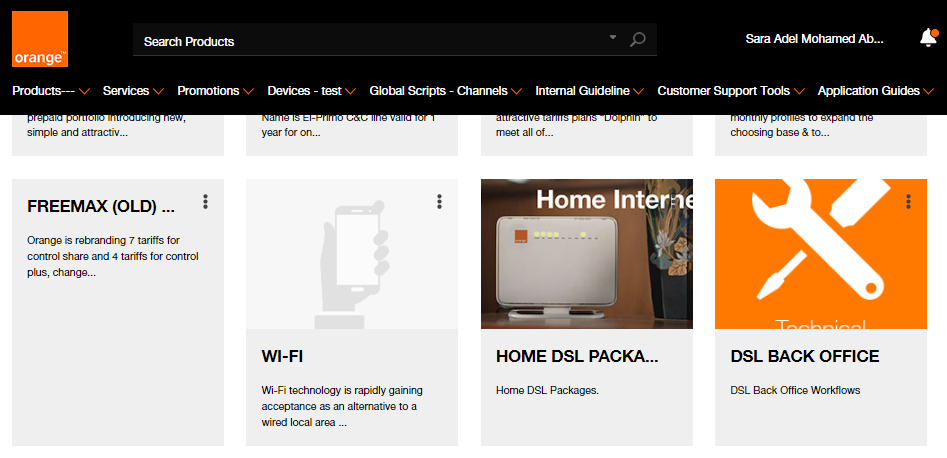 orange™
Search Products
Sara Adel Mohamed Ab...
Products---
Services
Promotions
Devices - test
Global Scripts - Channels
Internal Guideline
Customer Support Tools
Application Guides
prepaid portfolio introducing new,
simple and attractiv...
Name is El-Primo C&C line valid for 1
year for on...
attractive tariffs plans "Dolphin" to
meet all of...
monthly profiles to expand the
choosing base & to...
FREEMAX (OLD) ...
Orange is rebranding 7 tariffs for
control share and 4 tariffs for control
plus, change...
WI-FI
Wi-Fi technology is rapidly gaining
acceptance as an alternative to a
wired local area ...
Home Interne
HOME DSL PACKA...
Home DSL Packages.
Technical
DSL BACK OFFICE
DSL Back Office Workflows